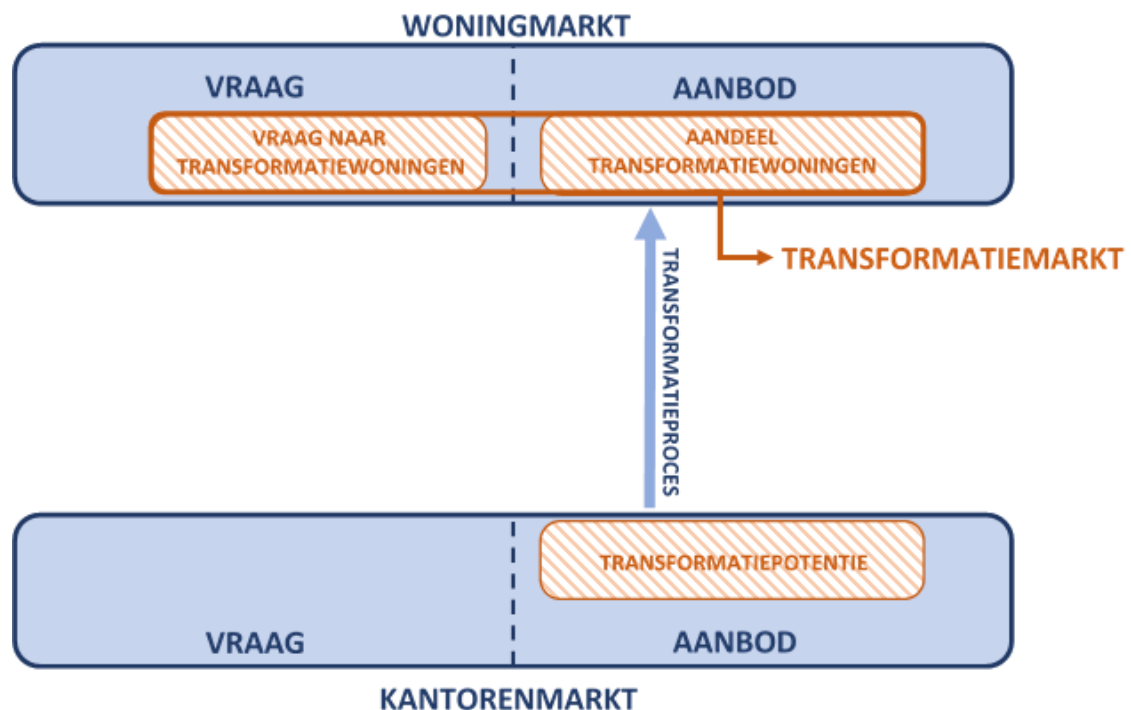 WONINGMARKT
VRAAG
AANBOD
VRAAG NAAR
TRANSFORMATIEWONINGEN
AANDEEL
TRANSFORMATIEWONINGEN
TRANSFORMATIEMARKT
TRANSFORMATIEPROCES
TRANSFORMATIEPOTENTIE
VRAAG
AANBOD
KANTORENMARKT